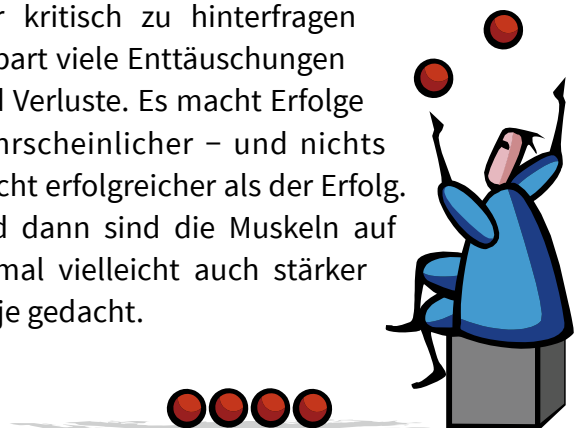 r kritisch zu hinterfragen
part viele Enttäuschungen
d Verluste. Es macht Erfolge
hrscheinlicher – und nichts
cht erfolgreicher als der Erfolg.
d dann sind die Muskeln auf
mal vielleicht auch stärker
je gedacht.